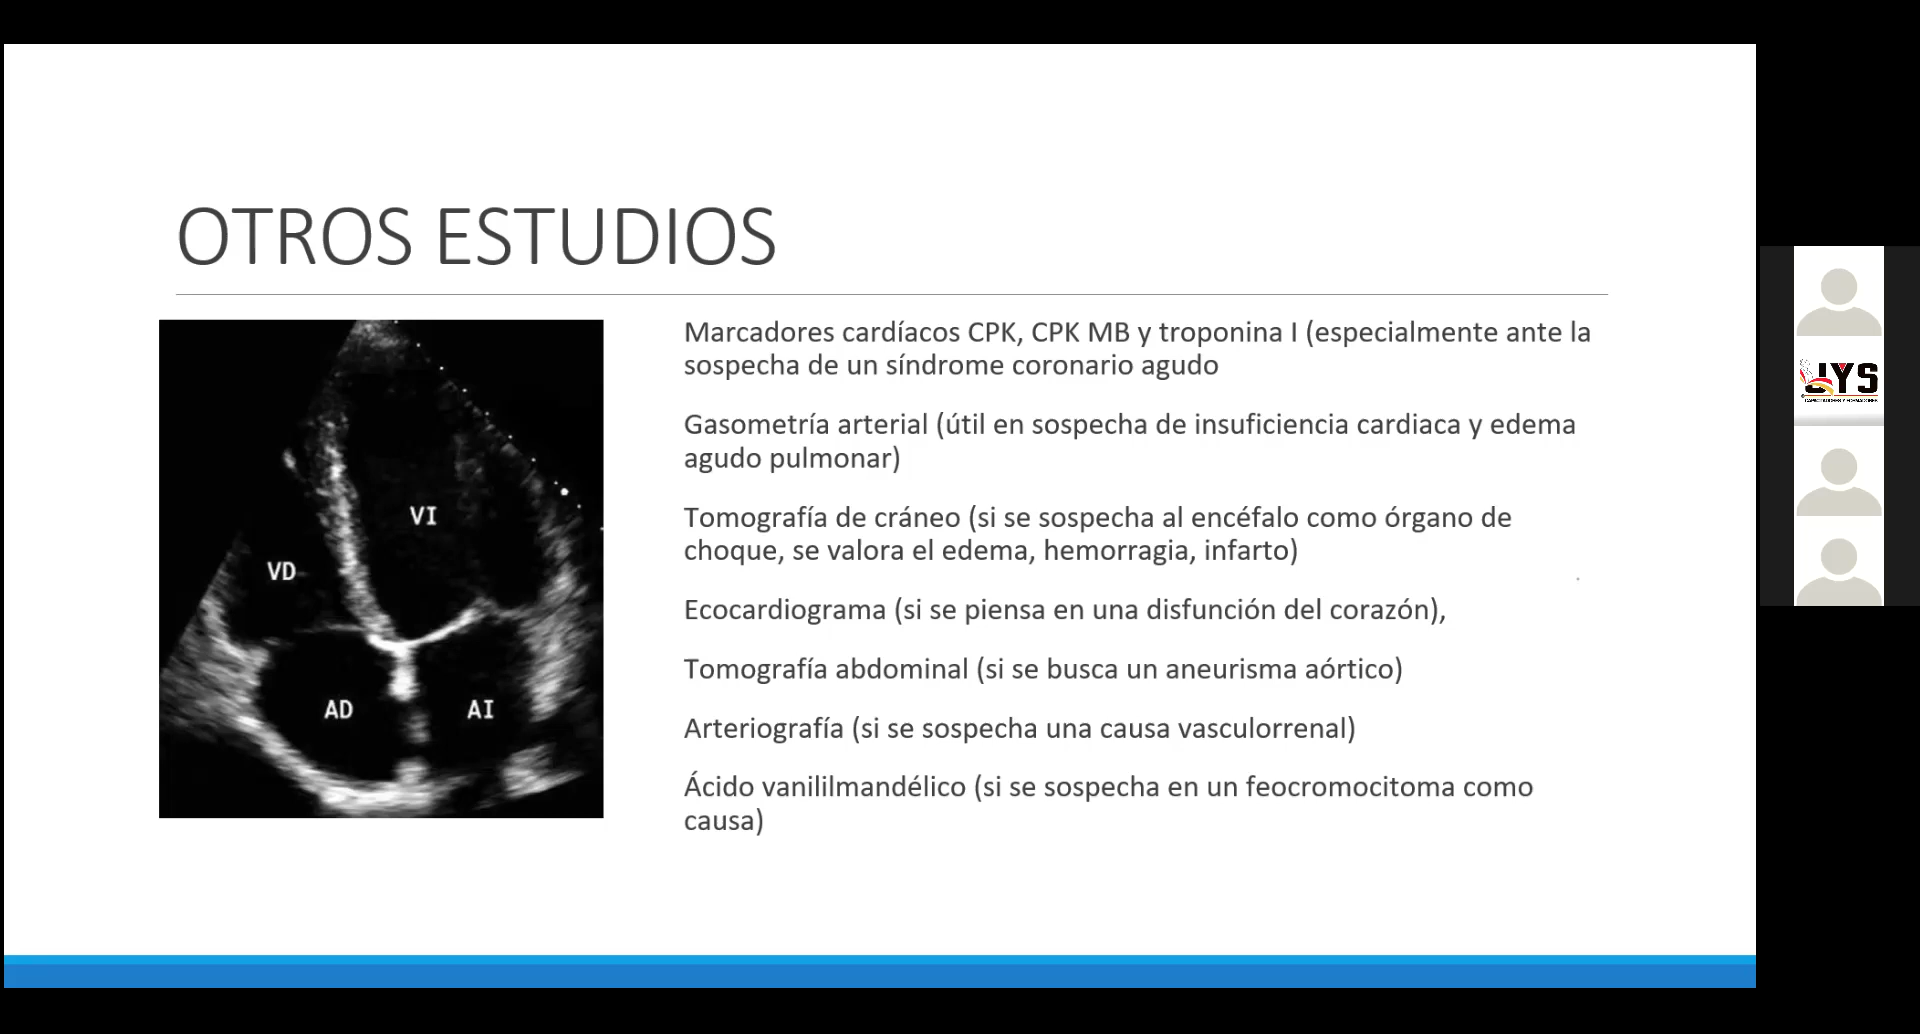 OTROS ESTUDIOS
Marcadores cardíacos CPK, CPK MB y troponina I (especialmente ante la
sospecha de un síndrome coronario agudo
Gasometría arterial (útil en sospecha de insuficiencia cardiaca y edema
agudo pulmonar)
Tomografía de cráneo (si se sospecha al encéfalo como órgano de
choque, se valora el edema, hemorragia, infarto)
Ecocardiograma (si se piensa en una disfunción del corazón),
Tomografía abdominal (si se busca un aneurisma aórtico)
Arteriografía (si se sospecha una causa vasculorrenal)
Ácido vanililmandélico (si se sospecha en un feocromocitoma como
causa)
VI
VD
AD
AI
JYS
CAPACITADORES Y FORMADORES